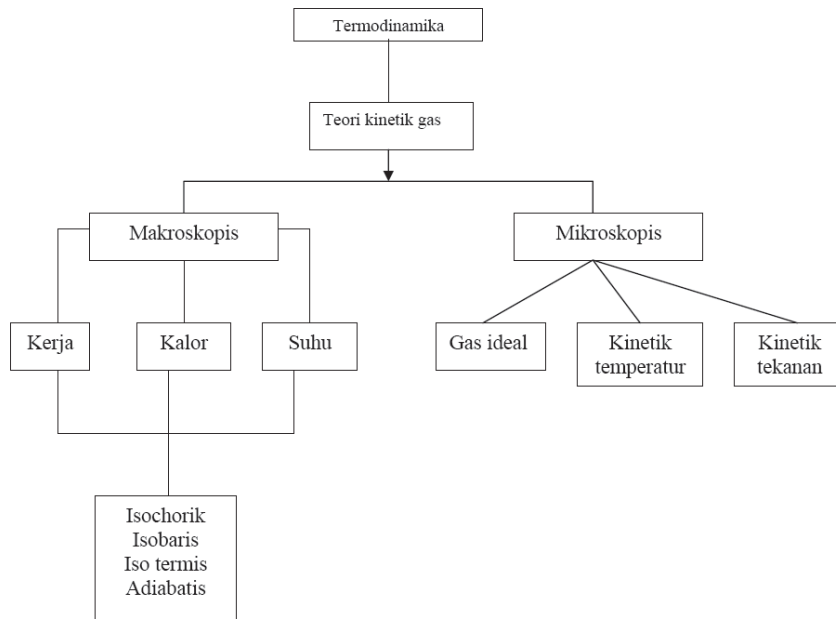 Termodinamika
Teori kinetik gas
Makroskopis
Mikroskopis
Kerja
Kalor
Suhu
Gas ideal
Kinetik
temperatur
Kinetik
tekanan
Isochorik
Isobaris
Iso termis
Adiabatis